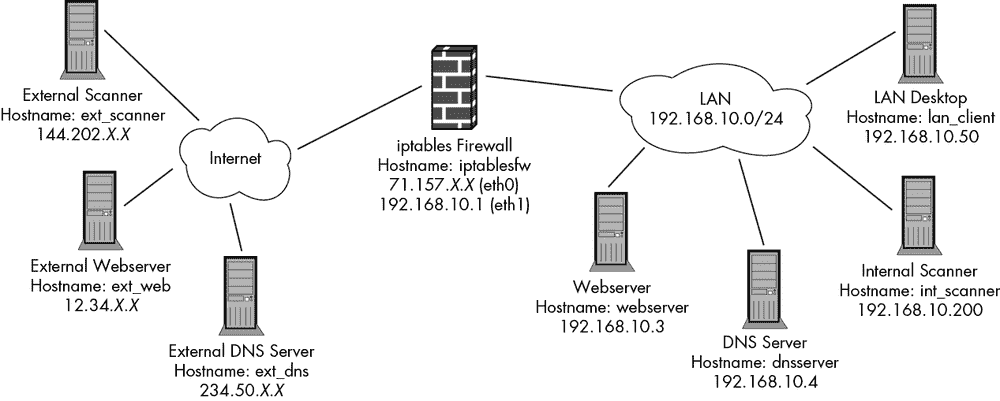 External Scanner
Hostname: ext_scanner
144.202.X.X
Internet
External Webserver
Hostname: ext_web
12.34.X.X
External DNS Server
Hostname: ext_dns
234.50.X.X
iptables Firewall
Hostname: iptablesfw
71.157.X.X (eth0)
192.168.10.1 (eth1)
LAN
192.168.10.0/24
LAN Desktop
Hostname: lan_client
192.168.10.50
Webserver
Hostname: webserver
192.168.10.3
DNS Server
Hostname: dnsserver
192.168.10.4
Internal Scanner
Hostname: int_scanner
192.168.10.200